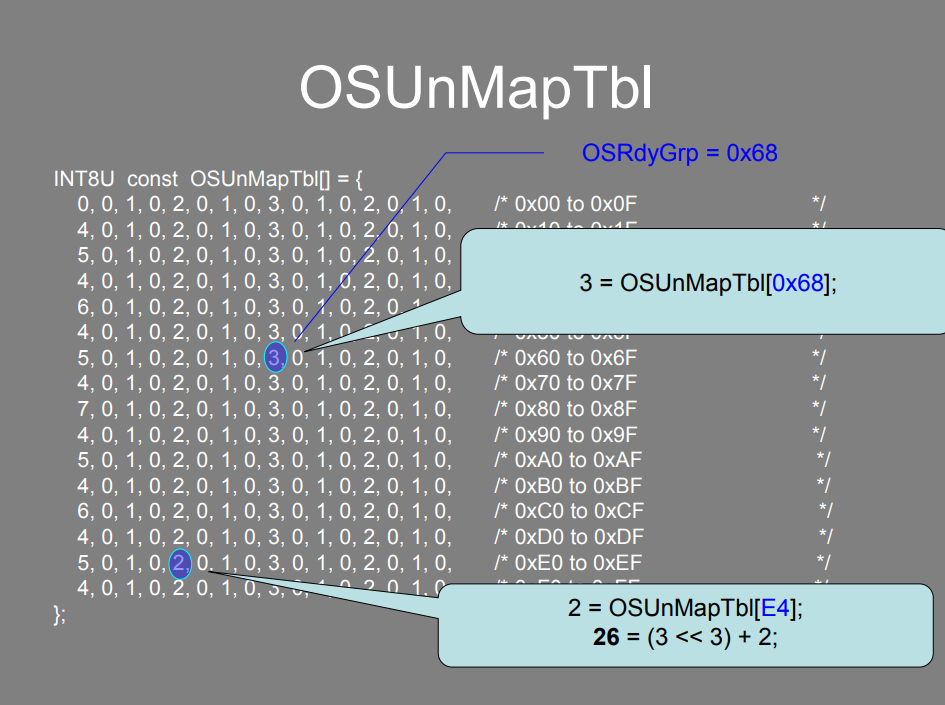 OSUnMapTbl
OSRdyGrp = 0x68
INT8U const OSUnMapTbl[] = {
0, 0, 1, 0, 2, 0, 1, 0, 3, 0, 1, 0, 2, 0, 1, 0, /* 0x00 to 0x0F */
4, 0, 1, 0, 2, 0, 1, 0, 3, 0, 1, 0, 2, 0, 1, 0, /* 0x10 to 0x1F */
5, 0, 1, 0, 2, 0, 1, 0, 3, 0, 1, 0, 2, 0, 1, 0,
4, 0, 1, 0, 2, 0, 1, 0, 3, 0, 1, 0, 2, 0, 1, 0,
3 = OSUnMapTbl[0x68];
6, 0, 1, 0, 2, 0, 1, 0, 3, 0, 1, 0, 2, 0, 1
4, 0, 1, 0, 2, 0, 1, 0, 3, 0, 1, 0, 2, 0, 1, 0,
5, 0, 1, 0, 2, 0, 1, 0, 3, 0, 1, 0, 2, 0, 1, 0, /* 0x60 to 0x6F */
4, 0, 1, 0, 2, 0, 1, 0, 3, 0, 1, 0, 2, 0, 1, 0, /* 0x70 to 0x7F */
7, 0, 1, 0, 2, 0, 1, 0, 3, 0, 1, 0, 2, 0, 1, 0, /* 0x80 to 0x8F */
4, 0, 1, 0, 2, 0, 1, 0, 3, 0, 1, 0, 2, 0, 1, 0, /* 0x90 to 0x9F */
5, 0, 1, 0, 2, 0, 1, 0, 3, 0, 1, 0, 2, 0, 1, 0, /* 0xA0 to 0xAF */
4, 0, 1, 0, 2, 0, 1, 0, 3, 0, 1, 0, 2, 0, 1, 0, /* 0xB0 to 0xBF */
6, 0, 1, 0, 2, 0, 1, 0, 3, 0, 1, 0, 2, 0, 1, 0, /* 0xC0 to 0xCF */
4, 0, 1, 0, 2, 0, 1, 0, 3, 0, 1, 0, 2, 0, 1, 0, /* 0xD0 to 0xDF */
5, 0, 1, 0, 2, 0, 1, 0, 3, 0, 1, 0, 2, 0, 1, 0, /* 0xE0 to 0xEF */
4, 0, 1, 0, 2, 0, 1, 0, 3, 0, 1, 0, 2, 0, 1, 0,
};
2 = OSUnMapTbl[E4];
26 = (3 << 3) + 2;